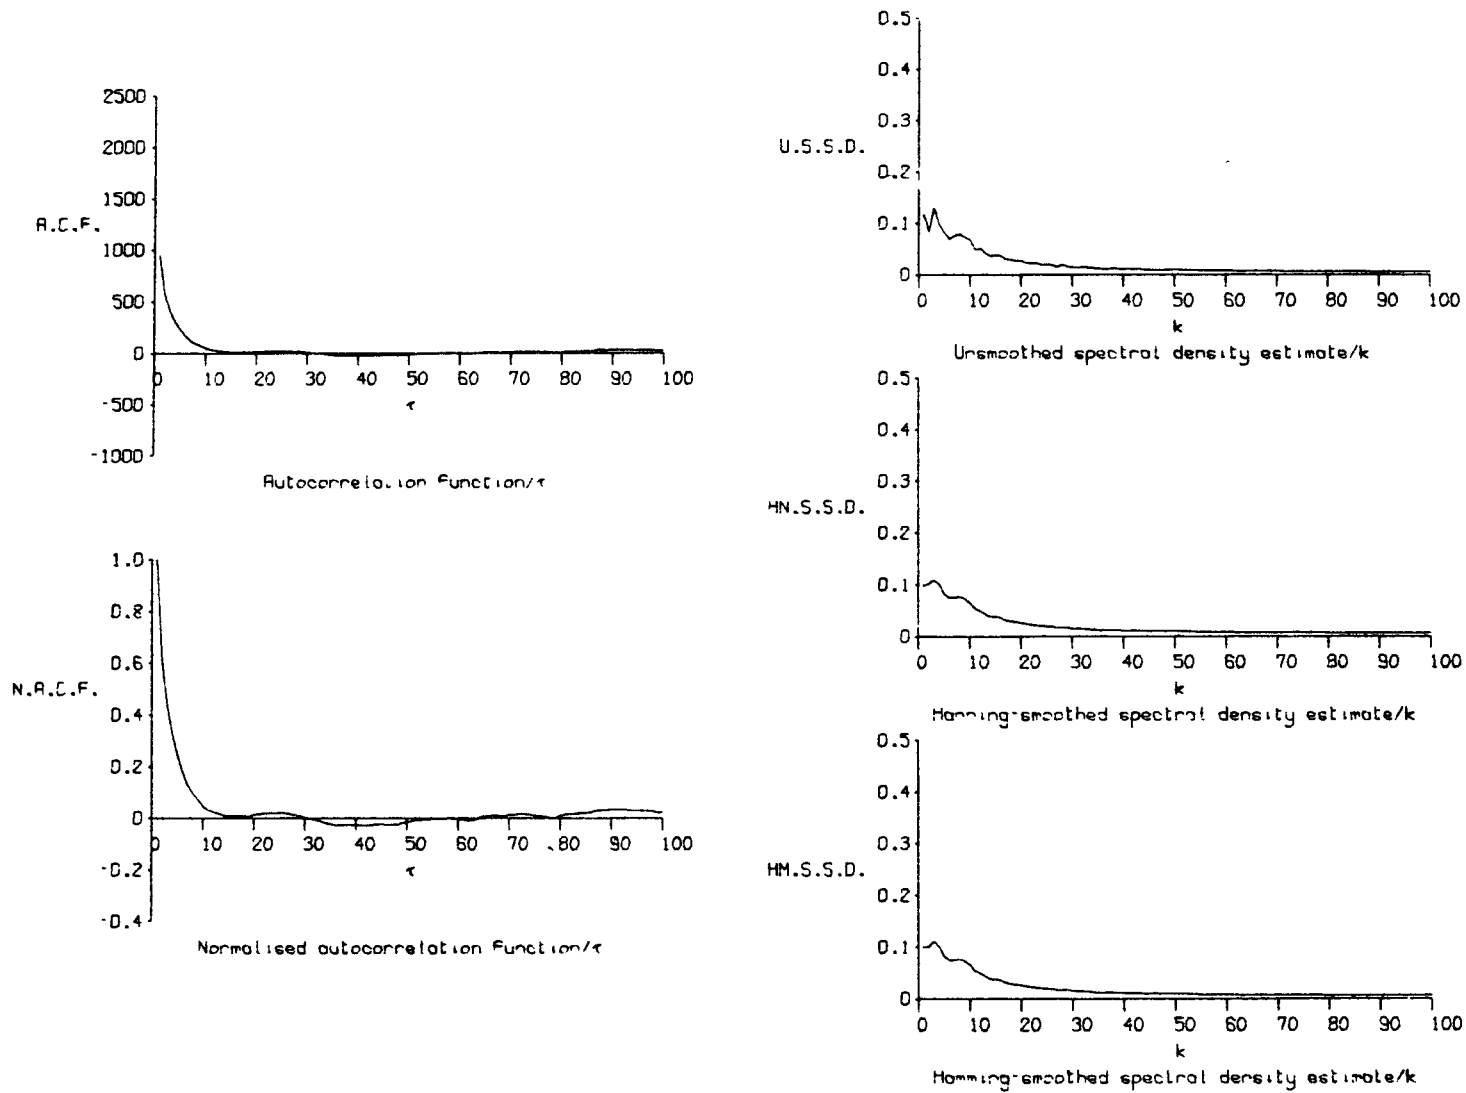 2500
2000
1500
A.C.F.
1000
500
0
0 10 20 30 40 50 60 70 80 90 100
τ
-500
-1000
Autocorrelation function/τ
1.0
0.8
0.6
N.A.C.F.
0.4
0.2
0
0 10 20 30 40 50 60 70 80 90 100
τ
-0.2
-0.4
Normalised autocorrelation function/τ
0.5
0.4
0.3
U.S.S.D.
0.2
0.1
0
0 10 20 30 40 50 60 70 80 90 100
k
Unsmoothed spectral density estimate/k
0.5
0.4
0.3
HN.S.S.D.
0.2
0.1
0
0 10 20 30 40 50 60 70 80 90 100
k
Hanning-smoothed spectral density estimate/k
0.5
0.4
0.3
HM.S.S.D.
0.2
0.1
0
0 10 20 30 40 50 60 70 80 90 100
k
Hamming-smoothed spectral density estimate/k